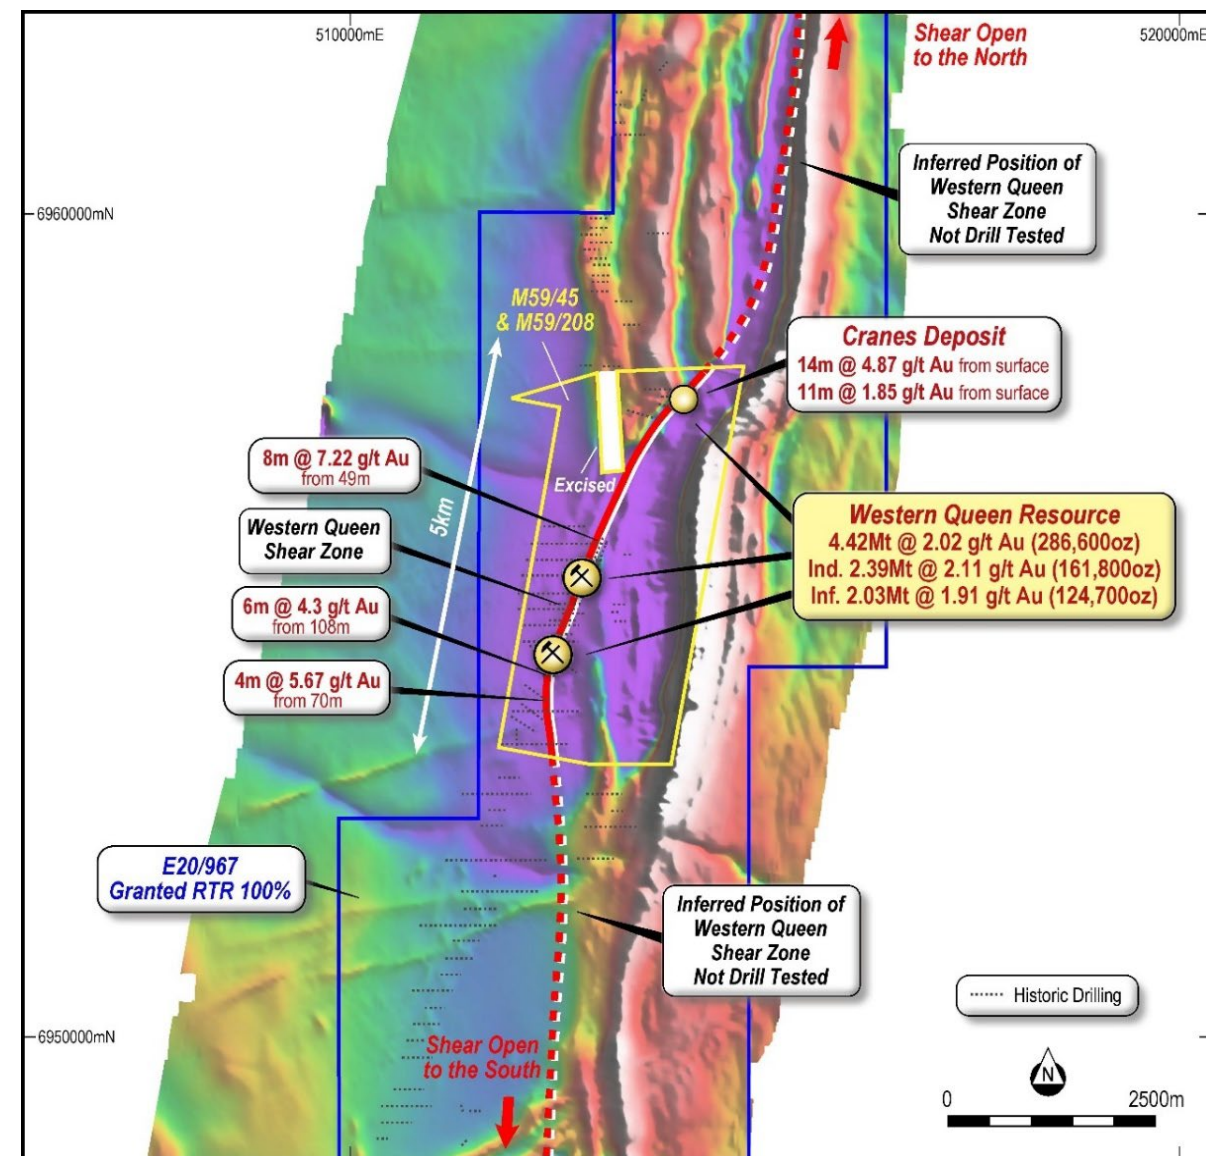 510000mE
520000mE
Shear Open
to the North
Inferred Position of
Western Queen
Shear Zone
Not Drill Tested
6960000mN
M59/45
& M59/208
Cranes Deposit
14m @ 4.87 g/t Au from surface
11m @ 1.85 g/t Au from surface
8m @ 7.22 g/t Au
from 49m
Excised
5km
Western Queen
Shear Zone
Western Queen Resource
4.42Mt @ 2.02 g/t Au (286,600oz)
Ind. 2.39Mt @ 2.11 g/t Au (161,800oz)
Inf. 2.03Mt @ 1.91 g/t Au (124,700oz)
6m @ 4.3 g/t Au
from 108m
4m @ 5.67 g/t Au
from 70m
E20/967
Granted RTR 100%
Inferred Position of
Western Queen
Shear Zone
Not Drill Tested
Historic Drilling
6950000mN
Shear Open
to the South
N
0
2500m